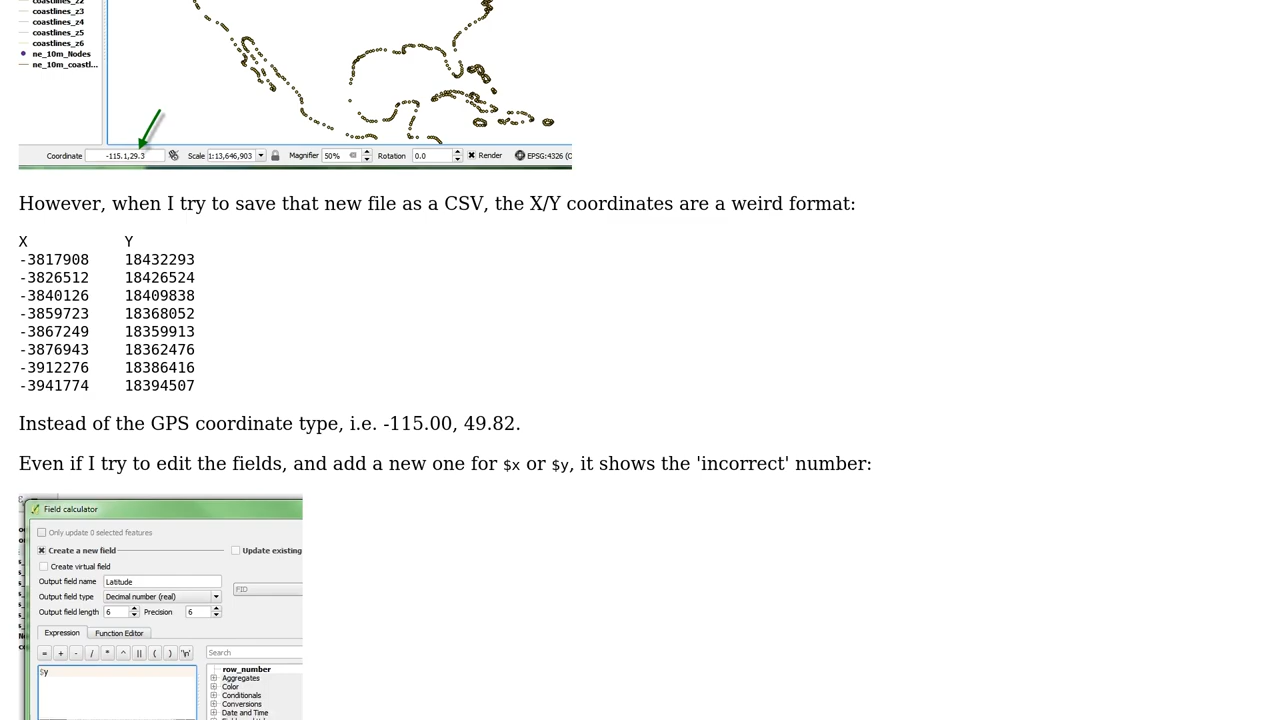 coastlines_z3
coastlines_z4
coastlines_z5
coastlines_z6
ne_10m_Nodes
ne_10m_coastl...
Coordinate -115.1,29.3 Scale 1:13,646,903 Magnifier 50% Rotation 0.0 Render EPSG:4326 (O
However, when I try to save that new file as a CSV, the X/Y coordinates are a weird format:
X Y
-3817908 18432293
-3826512 18426524
-3840126 18409838
-3859723 18368052
-3867249 18359913
-3876943 18362476
-3912276 18386416
-3941774 18394507
Instead of the GPS coordinate type, i.e. -115.00, 49.82.
Even if I try to edit the fields, and add a new one for $x or $y, it shows the 'incorrect' number:
Field calculator
Only update 0 selected features
Create a new field Update existing
Create virtual field
Output field name Latitude
Output field type Decimal number (real) FID
Output field length 6 Precision 6
Expression Function Editor
= + - / * ^ || ( ) '\n' Search
$y
row_number
Aggregates
Color
Conditionals
Conversions
Date and Time